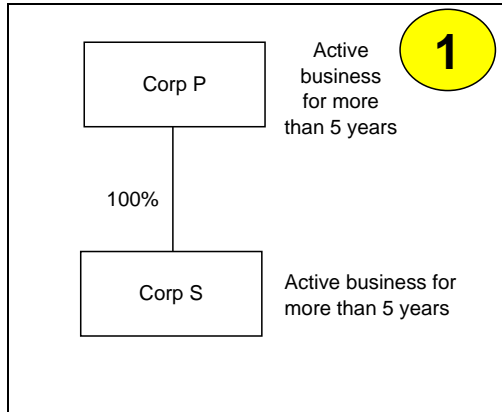 1
Corp P
Active
business
for more
than 5 years
100%
Corp S
Active business for
more than 5 years